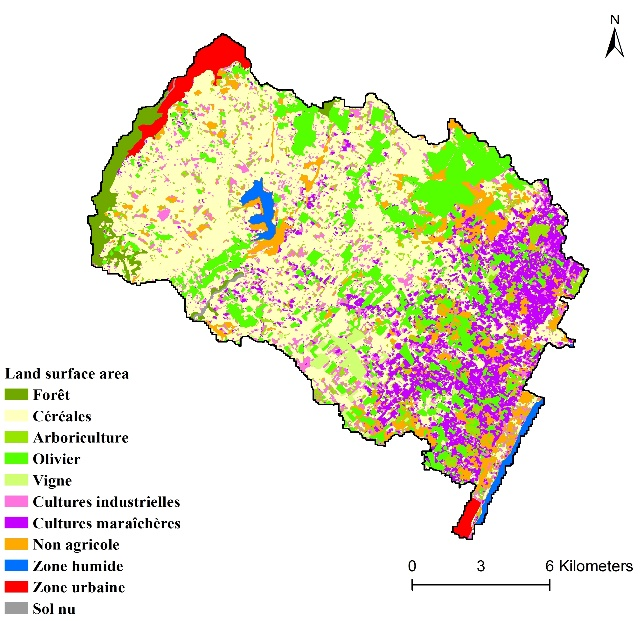 N
Land surface area
Forêt
Céréales
Arboriculture
Olivier
Vigne
Cultures industrielles
Cultures maraîchères
Non agricole
Zone humide
Zone urbaine
Sol nu
0 3 6 Kilometers